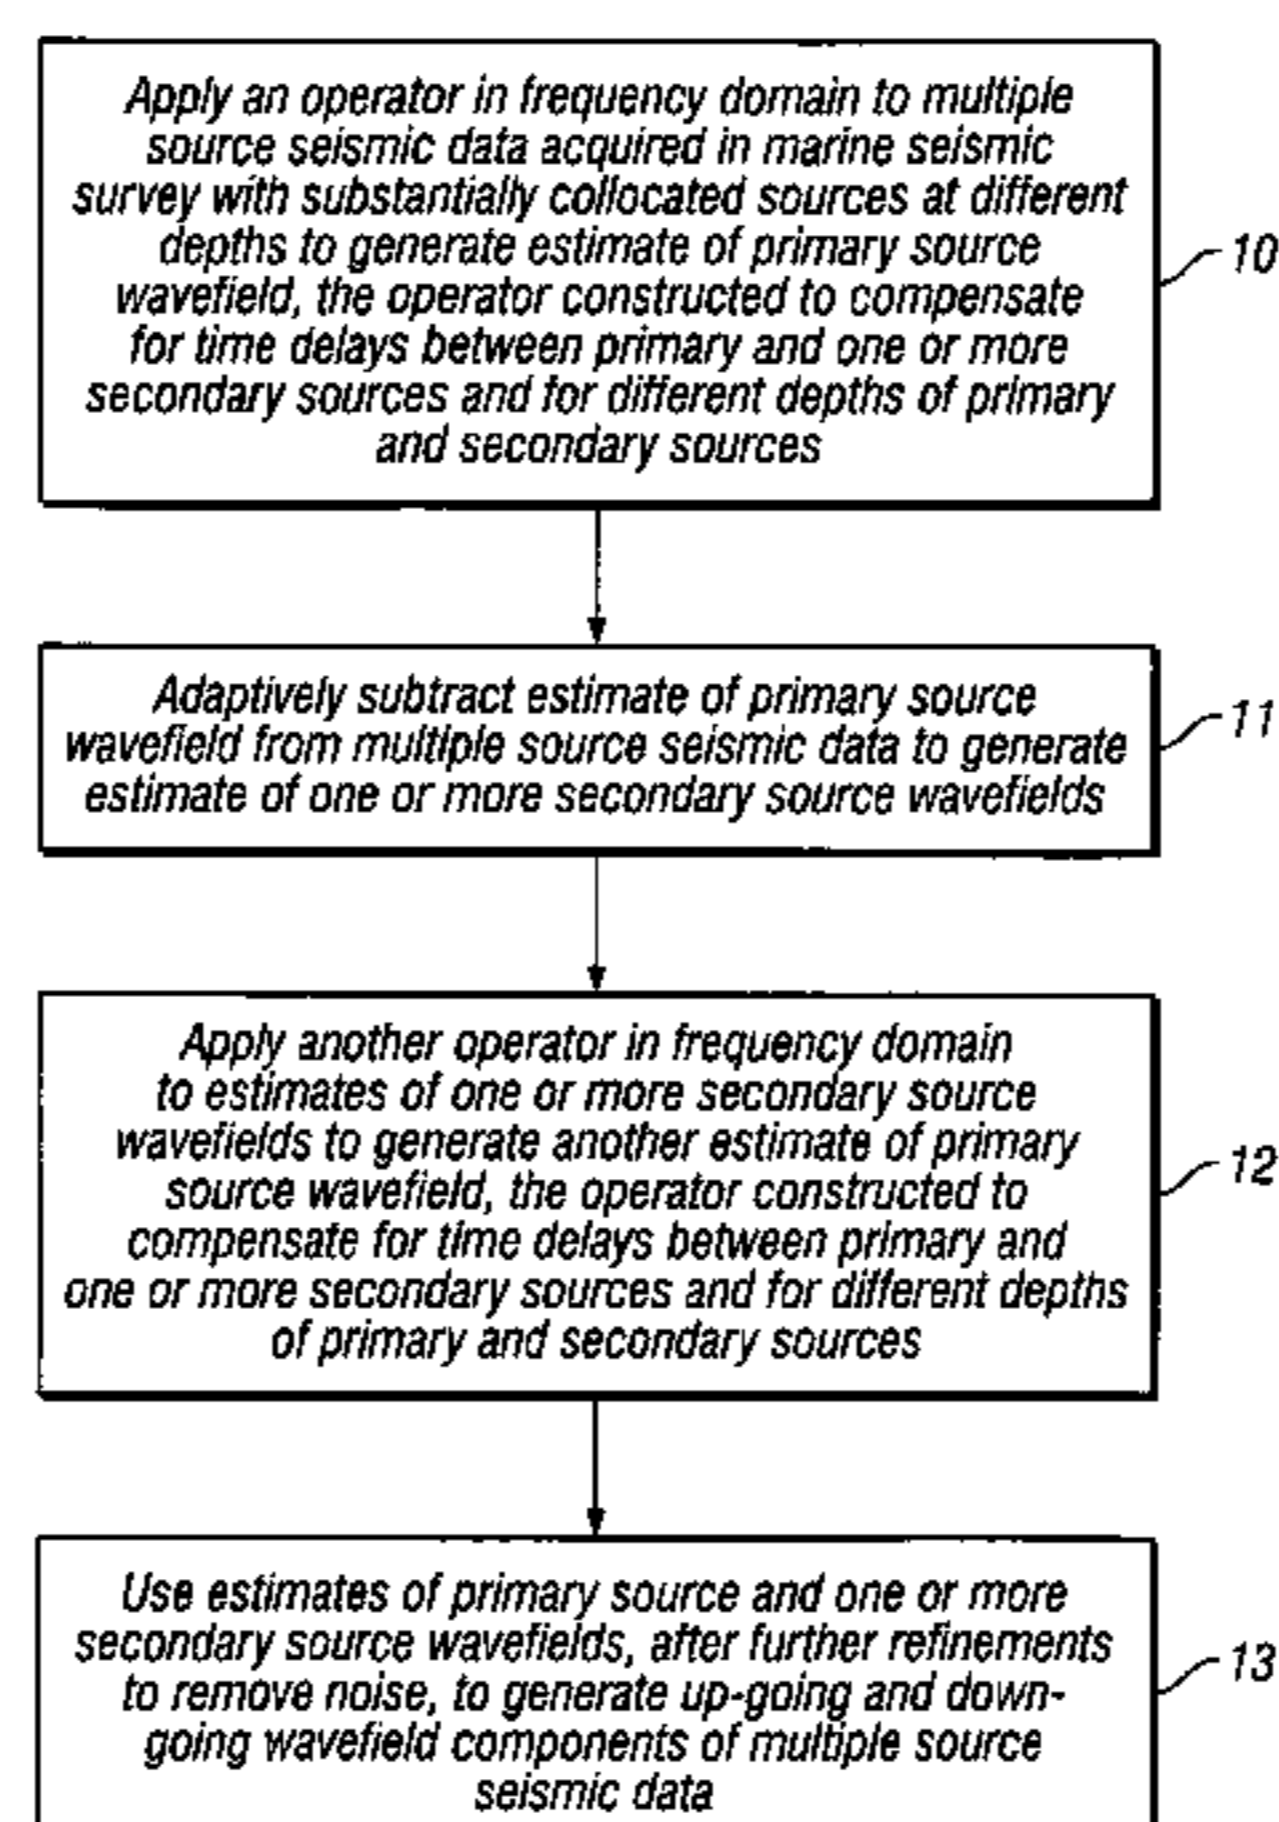 Apply an operator in frequency domain to multiple
source seismic data acquired in marine seismic
survey with substantially collocated sources at different
depths to generate estimate of primary source
wavefield, the operator constructed to compensate
for time delays between primary and one or more
secondary sources and for different depths of primary
and secondary sources
10
Adaptively subtract estimate of primary source
wavefield from multiple source seismic data to generate
estimate of one or more secondary source wavefields
11
Apply another operator in frequency domain
to estimates of one or more secondary source
wavefields to generate another estimate of primary
source wavefield, the operator constructed to
compensate for time delays between primary and
one or more secondary sources and for different depths
of primary and secondary sources
12
Use estimates of primary source and one or more
secondary source wavefields, after further refinements
to remove noise, to generate up-going and down-
going wavefield components of multiple source
seismic data
13